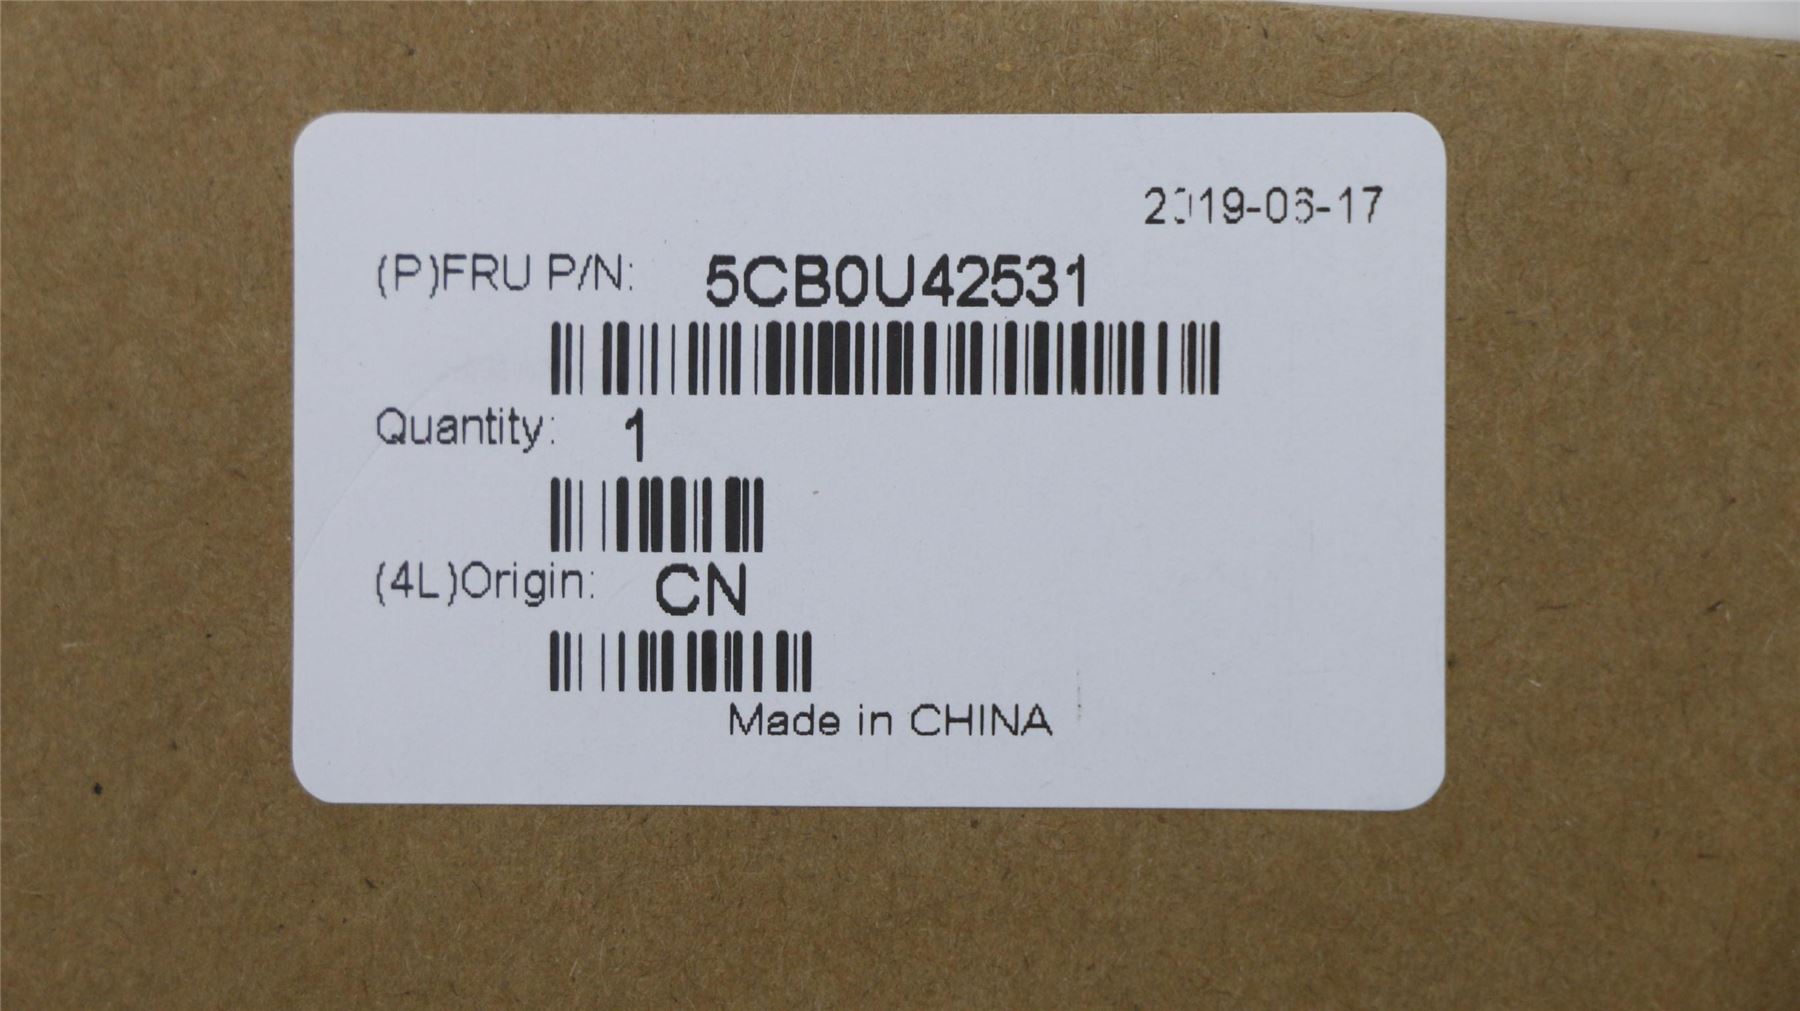 2019-06-17
(P)FRU P/N: 5CB0U42531
Quantity: 1
(4L)Origin: CN
Made in CHINA